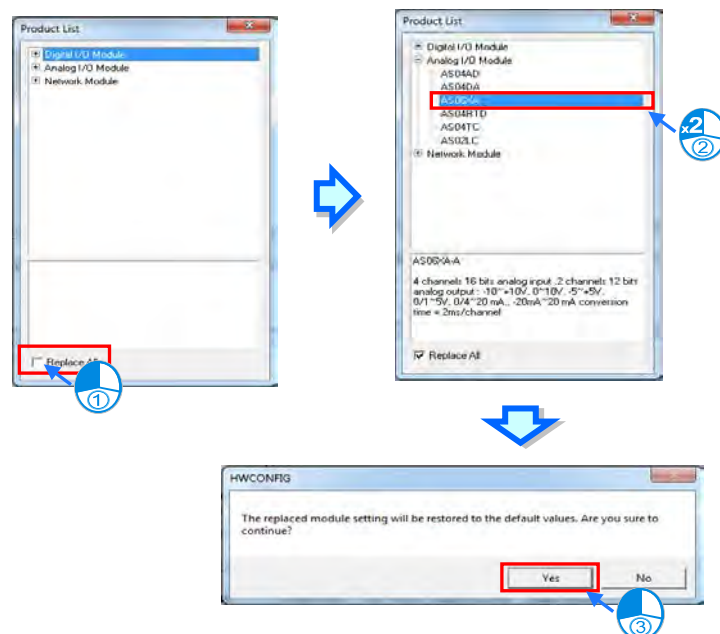 Product List
Digital I/O Module
Analog I/O Module
Network Module
Replace All
①
Product List
Digital I/O Module
Analog I/O Module
AS04AD
AS04DA
AS06XA
AS04RTD
AS04TC
AS02LC
Network Module
AS06XA-A
4 channels 16 bits analog input ,2 channels 12 bits
analog output : -10~+10V, 0~10V, -5~+5V,
0/1~5V, 0/4~20 mA,, -20mA~20 mA conversion
time = 2ms/channel
Replace All
x2
②
HWCONFIG
The replaced module setting will be restored to the default values. Are you sure to
continue?
Yes
No
③